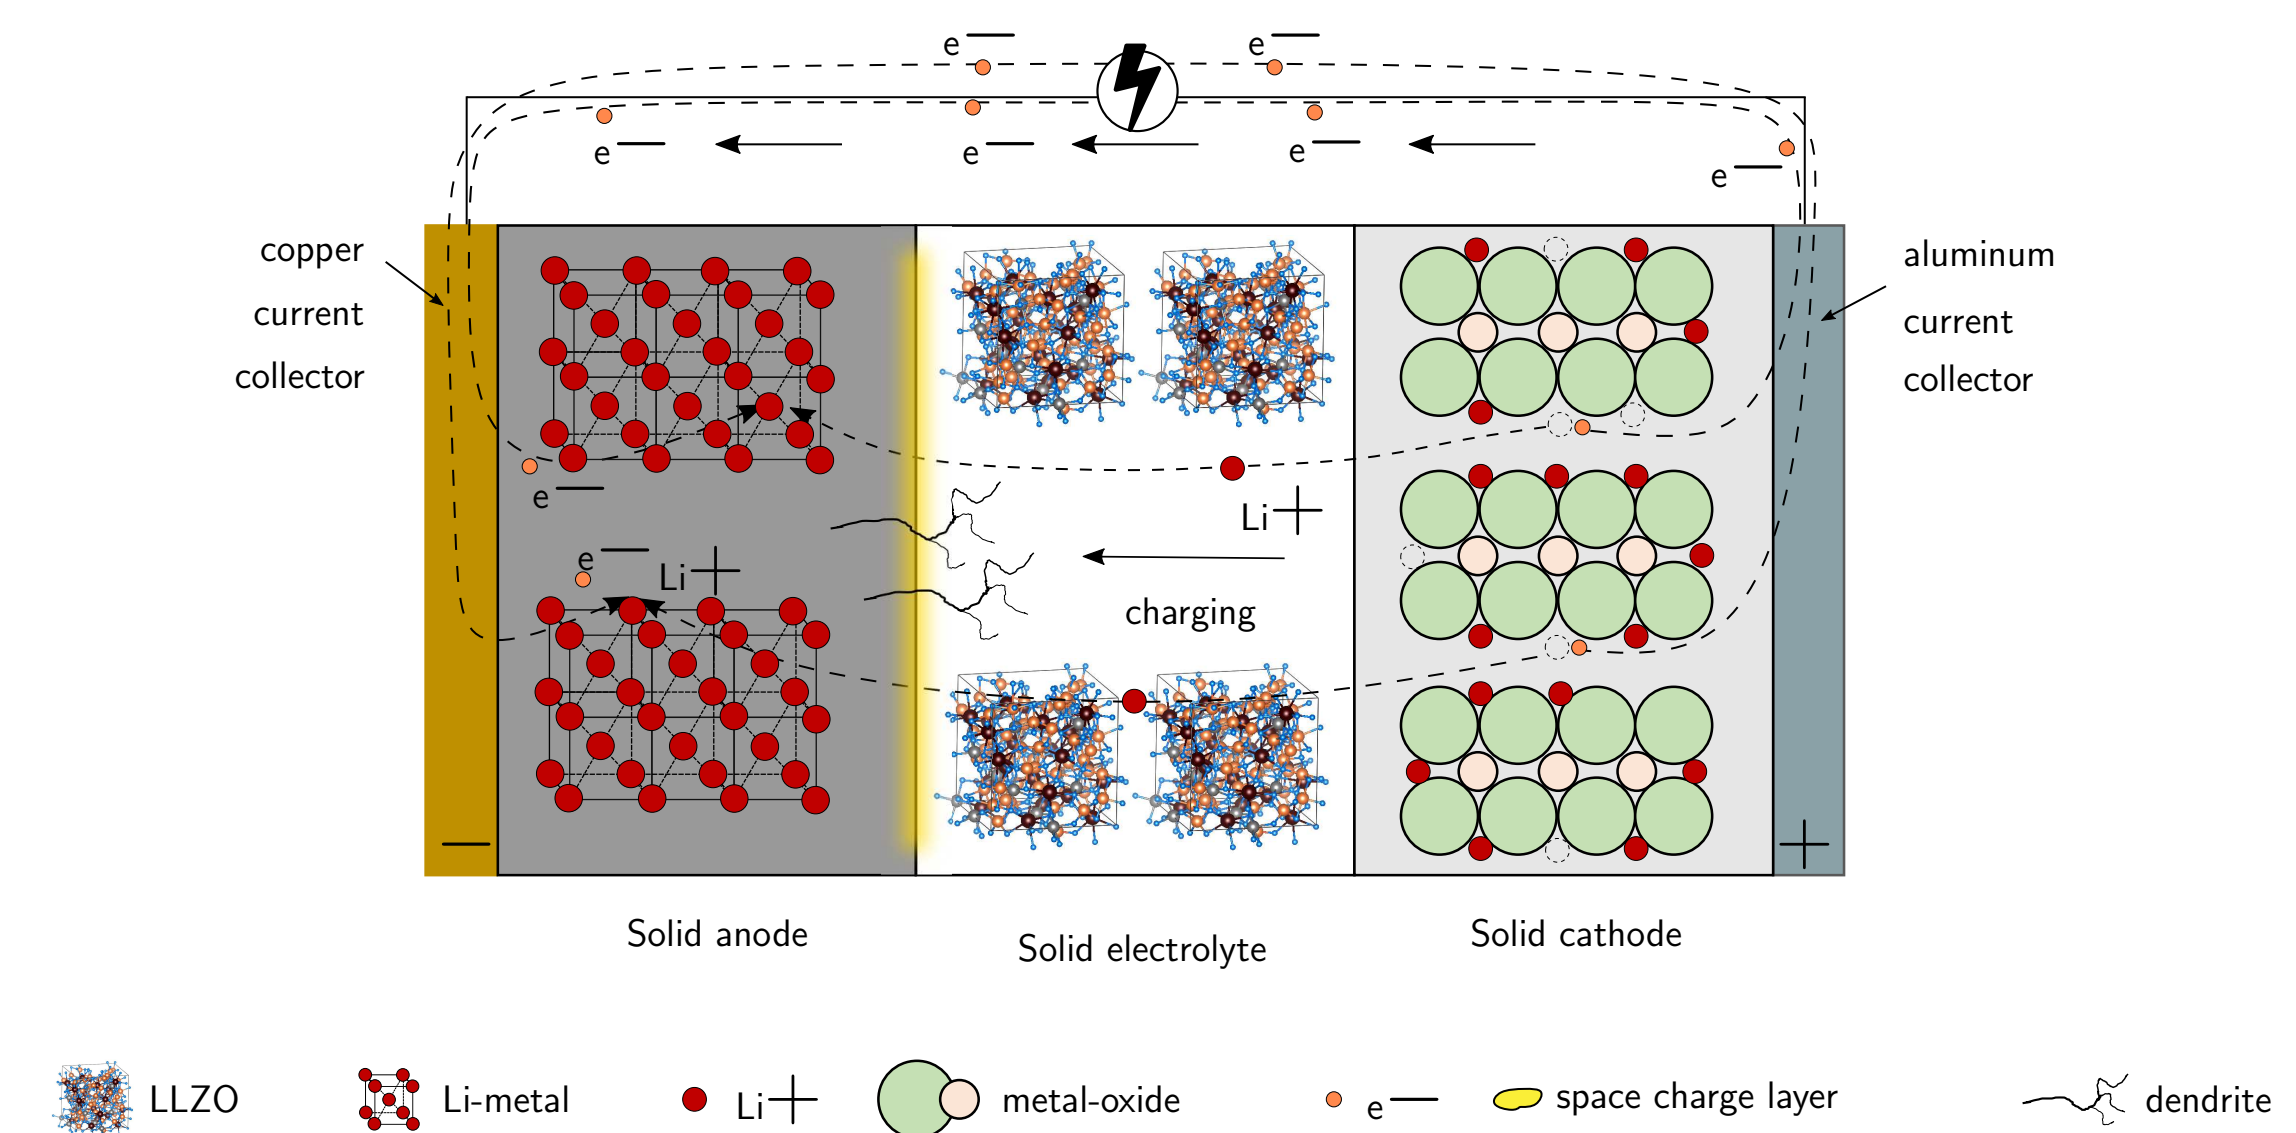 e— e—
e— e— e— e—
copper
current
collector
aluminum
current
collector
e—
Li+
e— Li+
charging
— +
Solid anode
Solid electrolyte
Solid cathode
LLZO Li-metal Li+ metal-oxide e— space charge layer dendrite